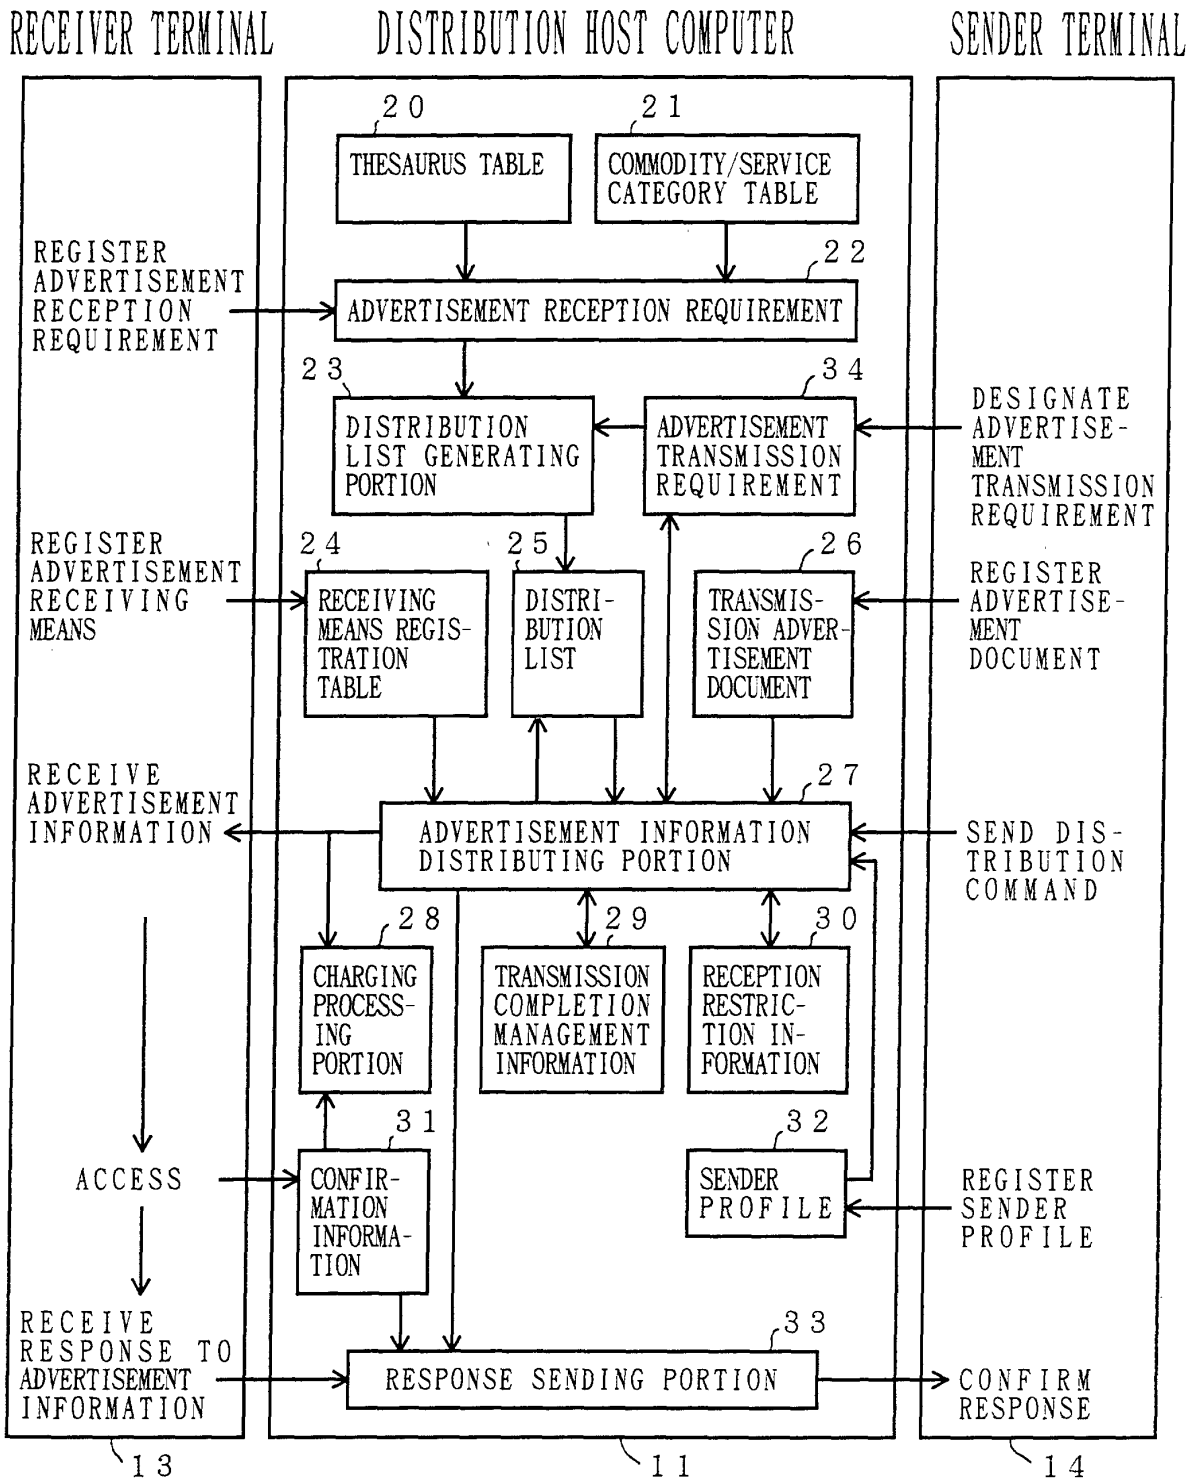 RECEIVER TERMINAL
DISTRIBUTION HOST COMPUTER
SENDER TERMINAL
20
THESAURUS TABLE
21
COMMODITY/SERVICE
CATEGORY TABLE
REGISTER
ADVERTISEMENT
RECEPTION
REQUIREMENT
22
ADVERTISEMENT RECEPTION REQUIREMENT
23
DISTRIBUTION
LIST GENERATING
PORTION
34
ADVERTISEMENT
TRANSMISSION
REQUIREMENT
DESIGNATE
ADVERTISE-
MENT
TRANSMISSION
REQUIREMENT
REGISTER
ADVERTISEMENT
RECEIVING
MEANS
24
RECEIVING
MEANS REGIS-
TRATION
TABLE
25
DISTRI-
BUTION
LIST
26
TRANSMIS-
SION ADVER-
TISEMENT
DOCUMENT
REGISTER
ADVERTISE-
MENT
DOCUMENT
RECEIVE
ADVERTISEMENT
INFORMATION
27
ADVERTISEMENT INFORMATION
DISTRIBUTING PORTION
SEND DIS-
TRIBUTION
COMMAND
28
CHARGING
PROCESS-
ING
PORTION
29
TRANSMISSION
COMPLETION
MANAGEMENT
INFORMATION
30
RECEPTION
RESTRIC-
TION IN-
FORMATION
ACCESS
31
CONFIR-
MATION
INFORMA-
TION
32
SENDER
PROFILE
REGISTER
SENDER
PROFILE
RECEIVE
RESPONSE TO
ADVERTISEMENT
INFORMATION
33
RESPONSE SENDING PORTION
CONFIRM
RESPONSE
13
11
14